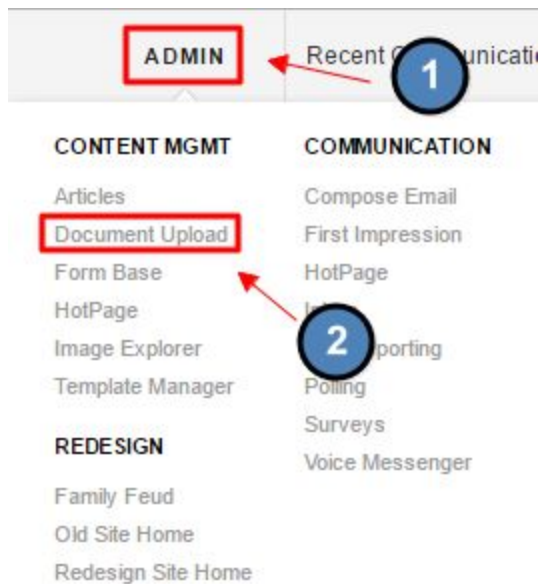 ADMIN
Recent
1
CONTENT MGMT
Articles
Document Upload
Form Base
HotPage
Image Explorer
Template Manager
REDESIGN
Family Feud
Old Site Home
Redesign Site Home
COMMUNICATION
Compose Email
First Impression
HotPage
2
Polling
Surveys
Voice Messenger